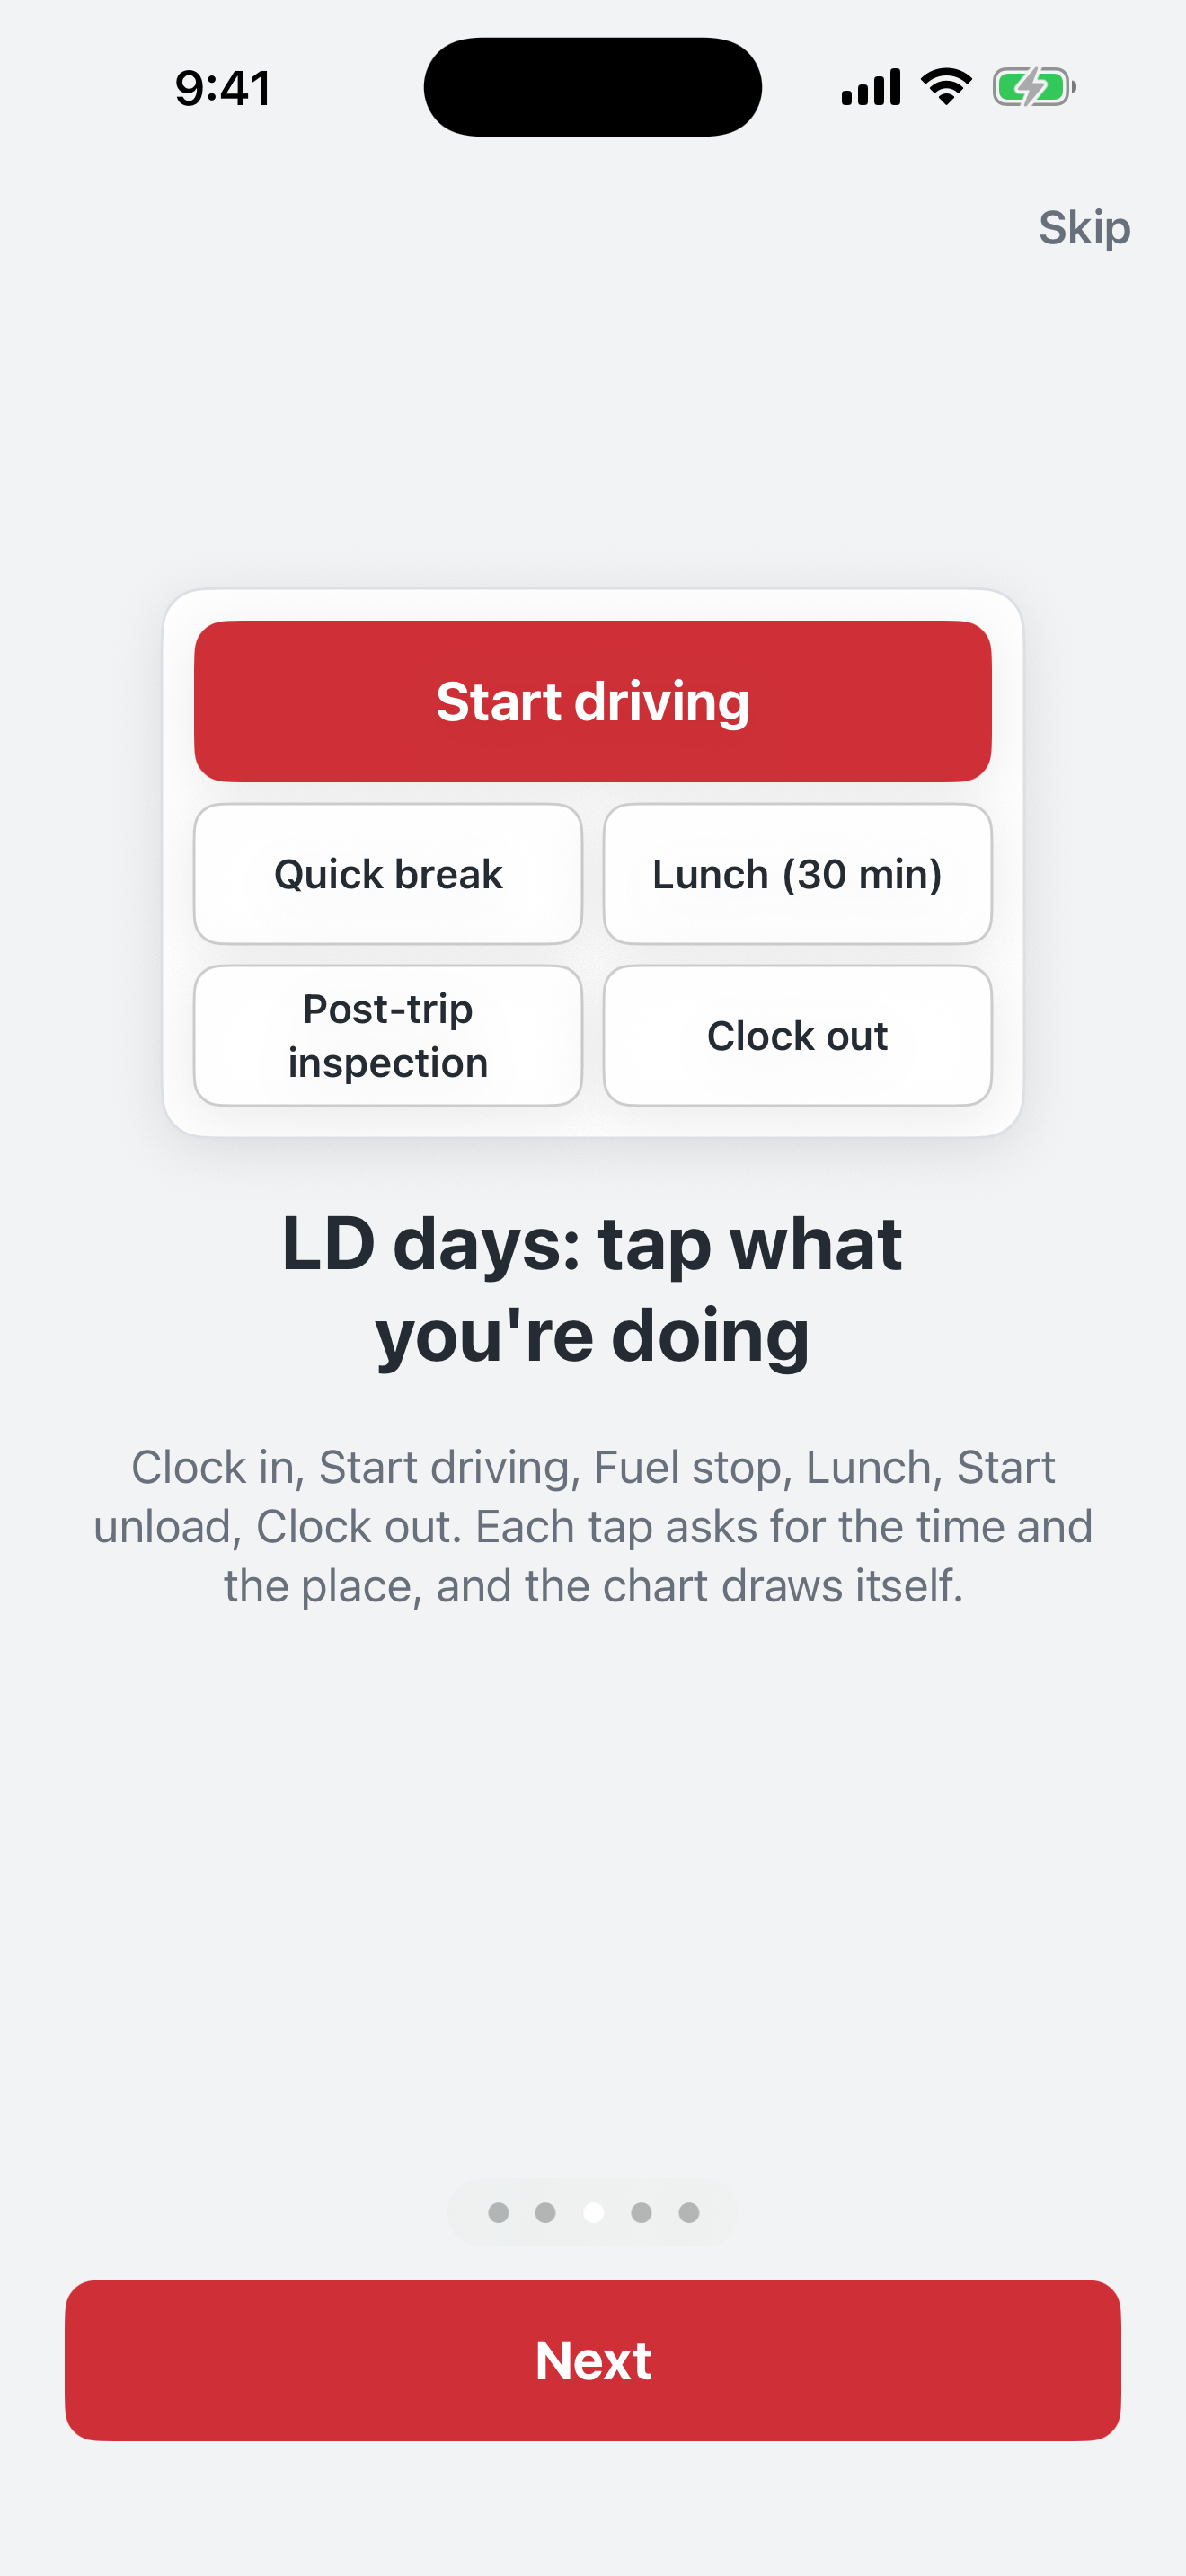 9:41
Skip
Start driving
Quick break
Lunch (30 min)
Post-trip
inspection
Clock out
LD days: tap what
you're doing
Clock in, Start driving, Fuel stop, Lunch, Start
unload, Clock out. Each tap asks for the time and
the place, and the chart draws itself.
Next